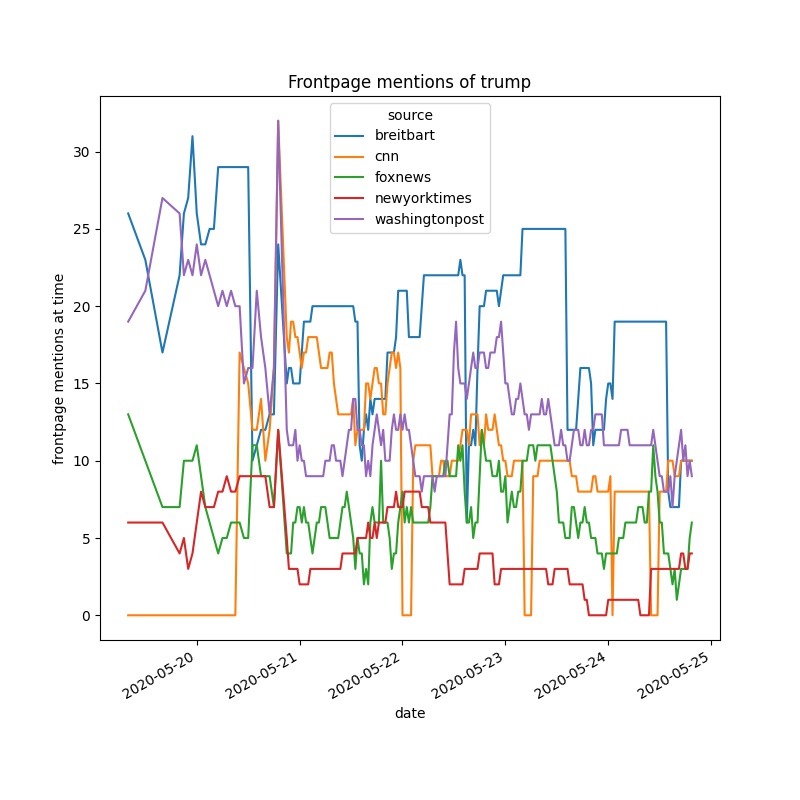 Frontpage mentions of trump
source
breitbart
cnn
foxnews
newyorktimes
washingtonpost
frontpage mentions at time
30
25
20
15
10
5
0
2020-05-20
2020-05-21
2020-05-22
2020-05-23
2020-05-24
2020-05-25
date